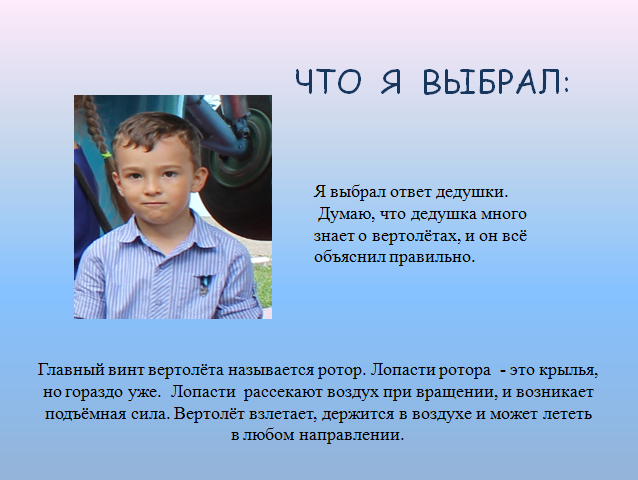 ЧТО Я ВЫБРАЛ:
Я выбрал ответ дедушки.
Думаю, что дедушка много
знает о вертолётах, и он всё
объяснил правильно.
Главный винт вертолёта называется ротор. Лопасти ротора - это крылья,
но гораздо уже. Лопасти рассекают воздух при вращении, и возникает
подъёмная сила. Вертолёт взлетает, держится в воздухе и может лететь
в любом направлении.